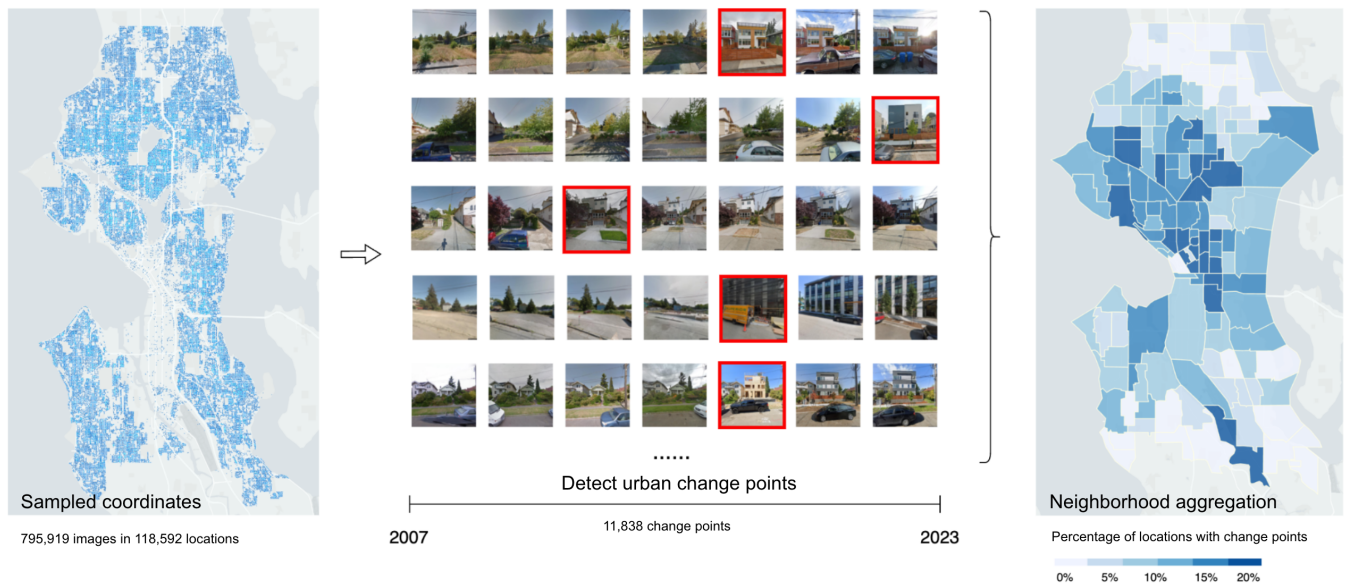 Sampled coordinates
795,919 images in 118,592 locations
......
Detect urban change points
11,838 change points
2007
2023
Neighborhood aggregation
Percentage of locations with change points
0% 5% 10% 15% 20%